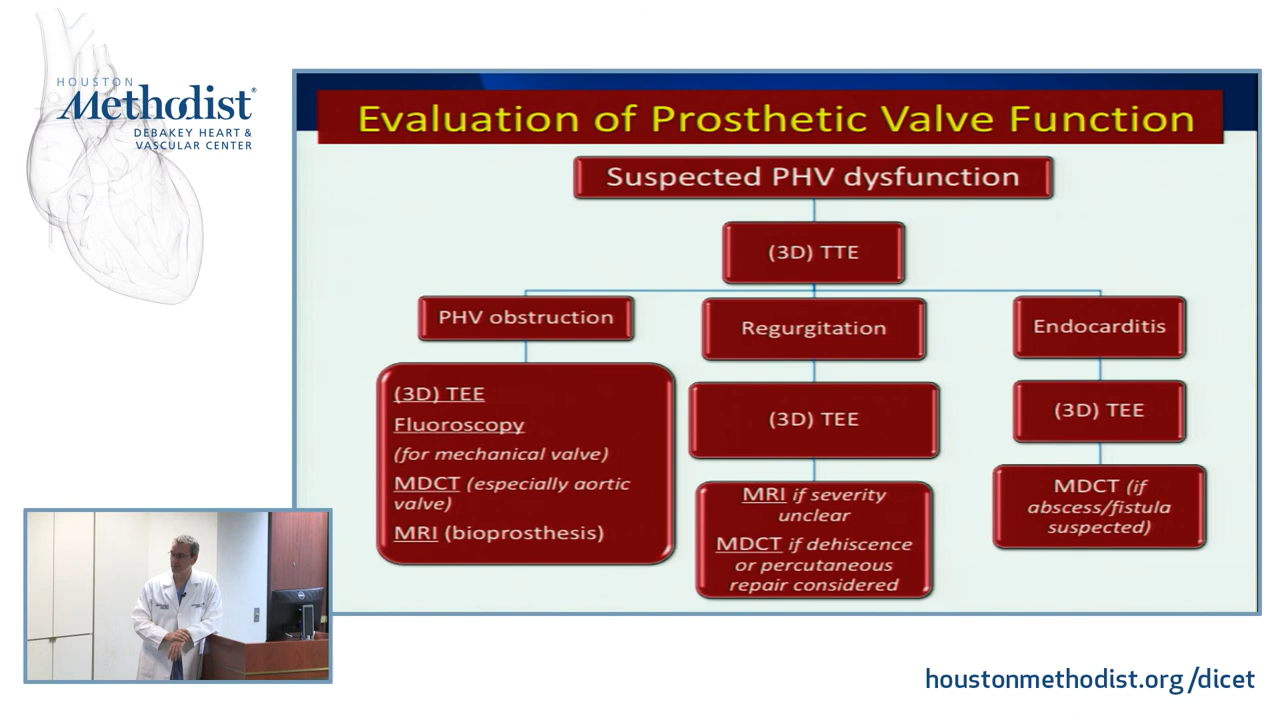 HOUSTON
Methodist®
DEBAKEY HEART &
VASCULAR CENTER
Evaluation of Prosthetic Valve Function
Suspected PHV dysfunction
(3D) TTE
PHV obstruction
(3D) TEE
Fluoroscopy
(for mechanical valve)
MDCT (especially aortic
valve)
MRI (bioprosthesis)
Regurgitation
(3D) TEE
MRI if severity
unclear
MDCT if dehiscence
or percutaneous
repair considered
Endocarditis
(3D) TEE
MDCT (if
abscess/fistula
suspected)
houstonmethodist.org/dicet